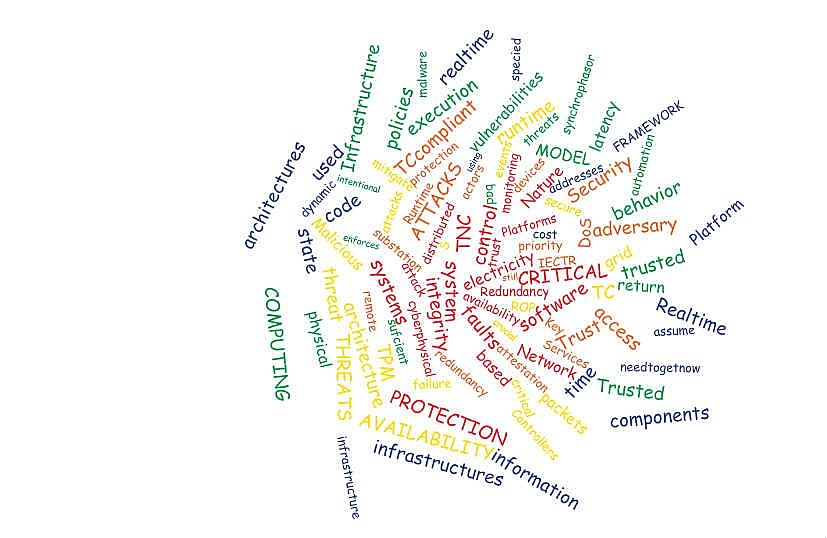 realtime
specied
Infrastructure
malware
policies
execution
vulnerabilities
synchrophasor
TCcompliant
runtime
threats
latency
FRAMEWORK
architectures
used
mitigate
protection
using
events
MODEL
automation
intentional
dynamic
code
attacks
Runtime
ATTACKS
actors
bad
monitoring
devices
Nature
addresses
Security
secure
behavior
state
Malicious
enforces
substation
distributed
S
TNC
control
trust
Platforms
cost
priority
DoS
adversary
Platform
electricity
IECTR
grid
trusted
threat
systems
attack
system
integrity
still
CRITICAL
Redundancy
TC
return
COMPUTING
physical
architecture
remote
sufcient
cyberphysical
availability
ROP
software
crucial
faults
key
Trust
access
Realtime
assume
THREATS
TPM
redundancy
based
attestation
Network
Services
time
needtogetnow
Trusted
failure
critical
packets
components
PROTECTION
Controllers
AVAILABILITY
infrastructures
information
infrastructure